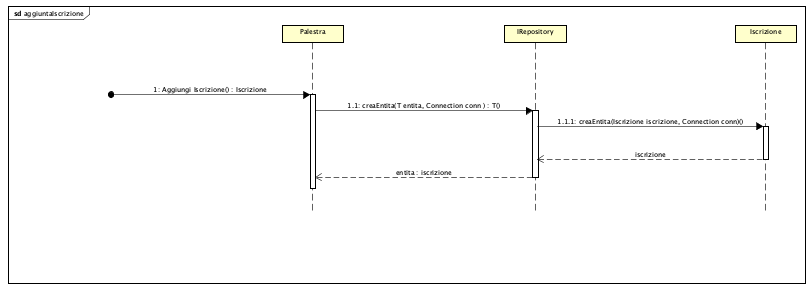 sd aggiuntaIscrizione
Palestra
IRepository
Iscrizione
1: Aggiungi Iscrizione() : Iscrizione
1.1: creaEntita(T entita, Connection conn ) : T()
1.1.1: creaEntita(Iscrizione iscrizione, Connection conn)()
iscrizione
entita : iscrizione